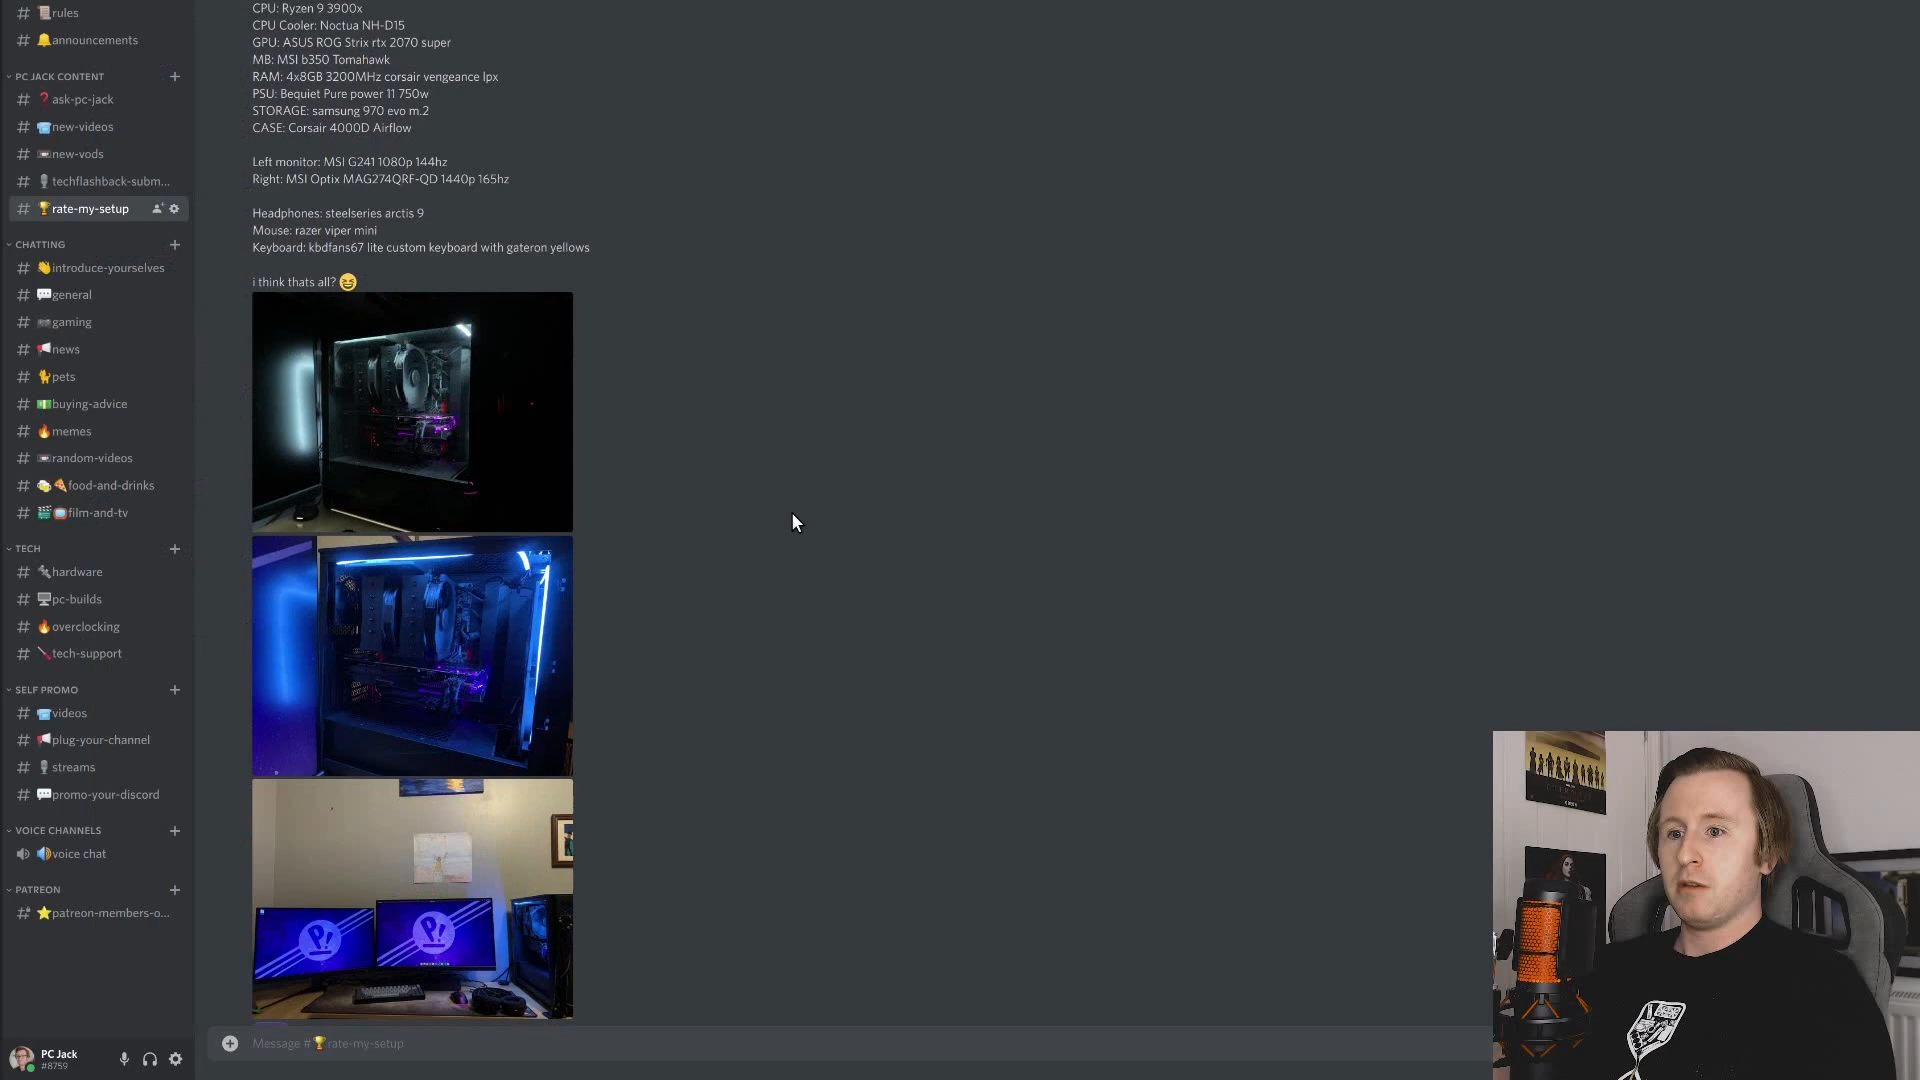 rules
announcements
PC JACK CONTENT
ask-pc-jack
new-videos
new-vods
techflashback-subm...
rate-my-setup
CHATTING
introduce-yourselves
general
gaming
news
pets
buying-advice
memes
random-videos
food-and-drinks
film-and-tv
TECH
hardware
pc-builds
overclocking
tech-support
SELF PROMO
videos
plug-your-channel
streams
promo-your-discord
VOICE CHANNELS
voice chat
PATREON
patreon-members-o...
PC Jack
#8759
CPU: Ryzen 9 3900x
CPU Cooler: Noctua NH-D15
GPU: ASUS ROG Strix rtx 2070 super
MB: MSI b350 Tomahawk
RAM: 4x8GB 3200MHz corsair vengeance lpx
PSU: Bequiet Pure power 11 750w
STORAGE: samsung 970 evo m.2
CASE: Corsair 4000D Airflow
Left monitor: MSI G241 1080p 144hz
Right: MSI Optix MAG274QRF-QD 1440p 165hz
Headphones: steelseries arctis 9
Mouse: razer viper mini
Keyboard: kbdfans67 lite custom keyboard with gateron yellows
i think thats all? 😆
P!
P!
Message #🏆rate-my-setup